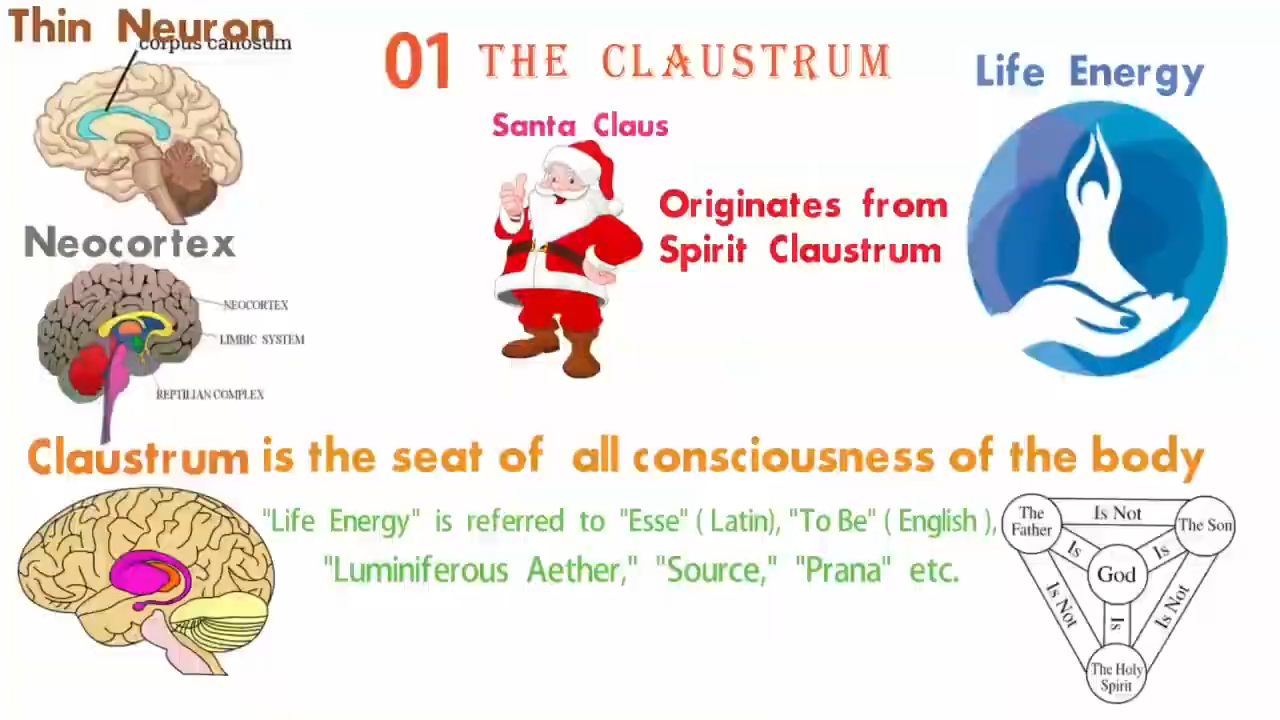 Thin Neuron
corpus canosum
01 THE CLAUSTRUM
Life Energy
Santa Claus
Originates from
Spirit Claustrum
Neocortex
NEOCORTEX
LIMBIC SYSTEM
REPTILIAN COMPLEX
Claustrum is the seat of all consciousness of the body
"Life Energy" is referred to "Esse" ( Latin), "To Be" ( English ),
"Luminiferous Aether," "Source," "Prana" etc.
The
Father
Is Not
The Son
Is
Is
God
Is Not
Is
Is Not
The Holy
Spirit